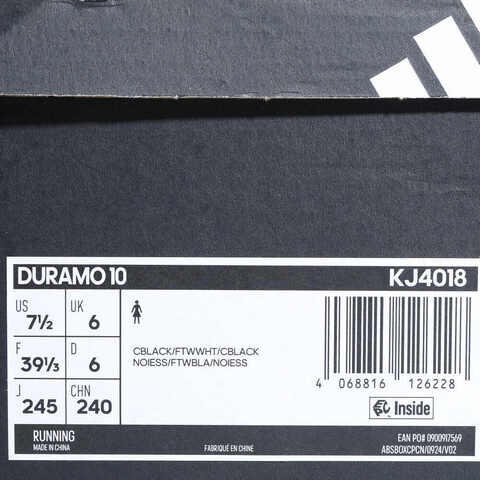 DURAMO 10 KJ4018
US 7½ UK 6
F 39⅓ D 6
J 245 CHN 240
CBLACK/FTWWHT/CBLACK
NOIESS/FTWBLA/NOIESS
4 068816 126228
Inside
RUNNING
MADE IN CHINA
FABRIQUÉ EN CHINE
EAN PO# 0900917569
ABSBOXCPCN/0924/V02